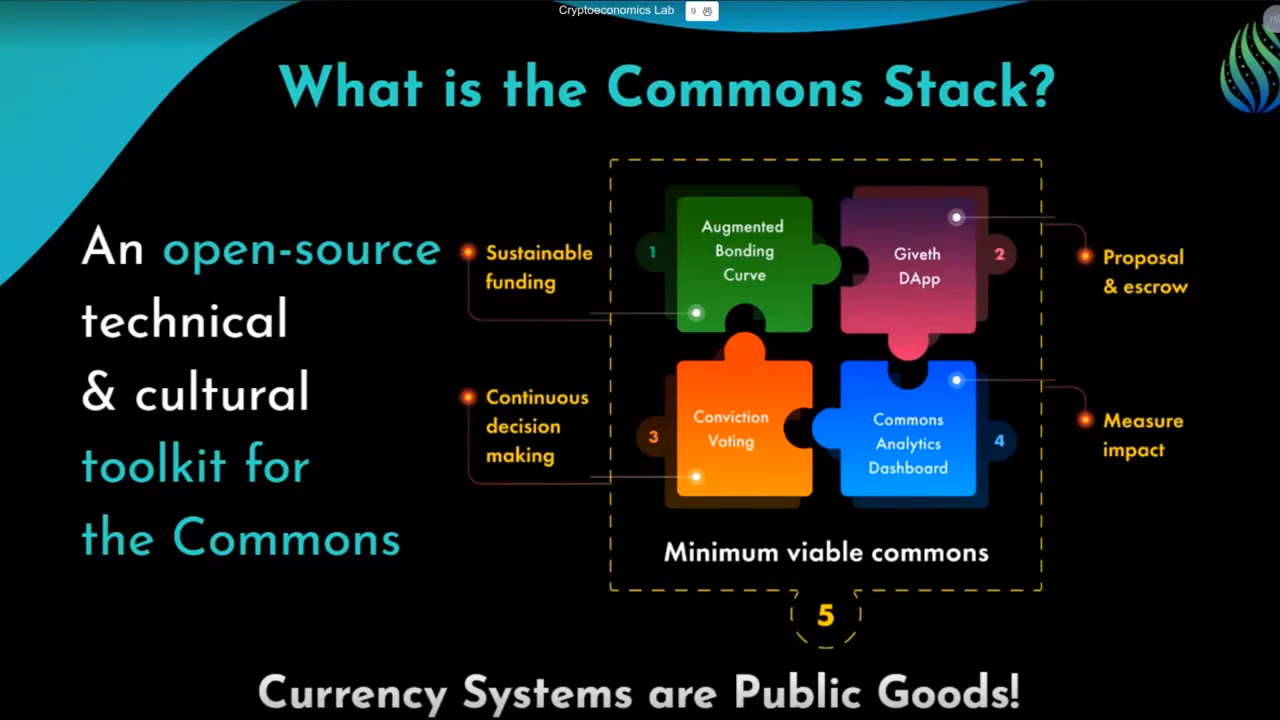 Cryptoeconomics Lab 9
What is the Commons Stack?
An open-source
technical
& cultural
toolkit for
the Commons
Sustainable
funding
Continuous
decision
making
1
Augmented
Bonding
Curve
Giveth
DApp
2
3
Conviction
Voting
Commons
Analytics
Dashboard
4
Proposal
& escrow
Measure
impact
Minimum viable commons
5
Currency Systems are Public Goods!